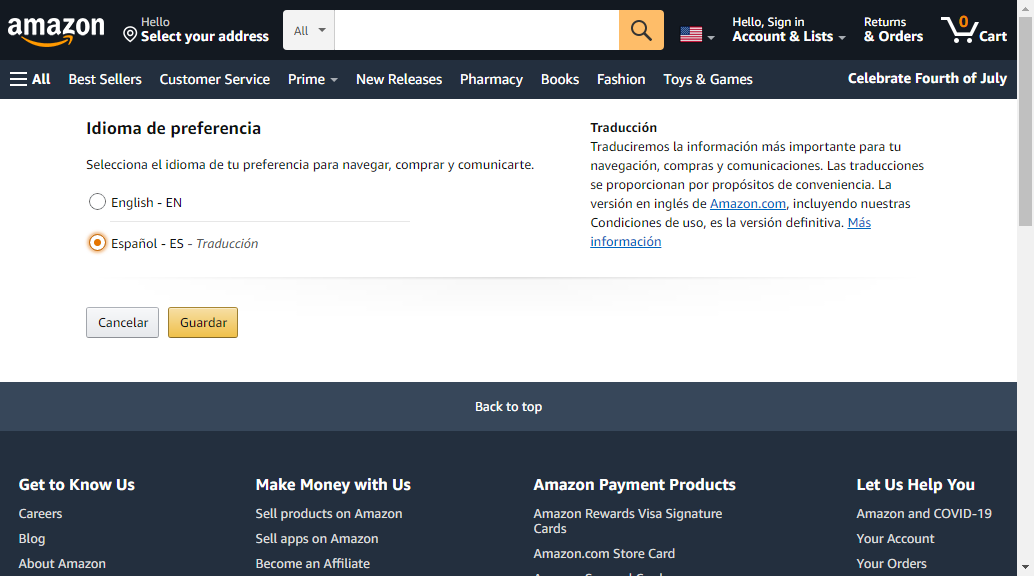 amazon
Hello
Select your address
All
Hello, Sign in
Account & Lists
Returns
& Orders
0
Cart
All
Best Sellers
Customer Service
Prime
New Releases
Pharmacy
Books
Fashion
Toys & Games
Celebrate Fourth of July
Idioma de preferencia
Selecciona el idioma de tu preferencia para navegar, comprar y comunicarte.
English - EN
Español - ES - Traducción
Traducción
Traduciremos la información más importante para tu
navegación, compras y comunicaciones. Las traducciones
se proporcionan por propósitos de conveniencia. La
versión en inglés de Amazon.com, incluyendo nuestras
Condiciones de uso, es la versión definitiva. Más
información
Cancelar
Guardar
Back to top
Get to Know Us
Careers
Blog
About Amazon
Make Money with Us
Sell products on Amazon
Sell apps on Amazon
Become an Affiliate
Amazon Payment Products
Amazon Rewards Visa Signature
Cards
Amazon.com Store Card
Let Us Help You
Amazon and COVID-19
Your Account
Your Orders